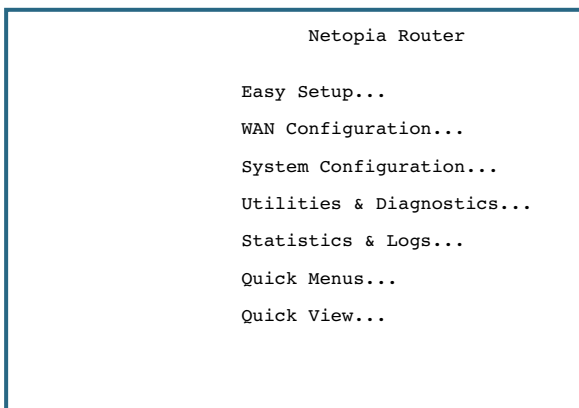 Netopia Router
Easy Setup...
WAN Configuration...
System Configuration...
Utilities & Diagnostics...
Statistics & Logs...
Quick Menus...
Quick View...